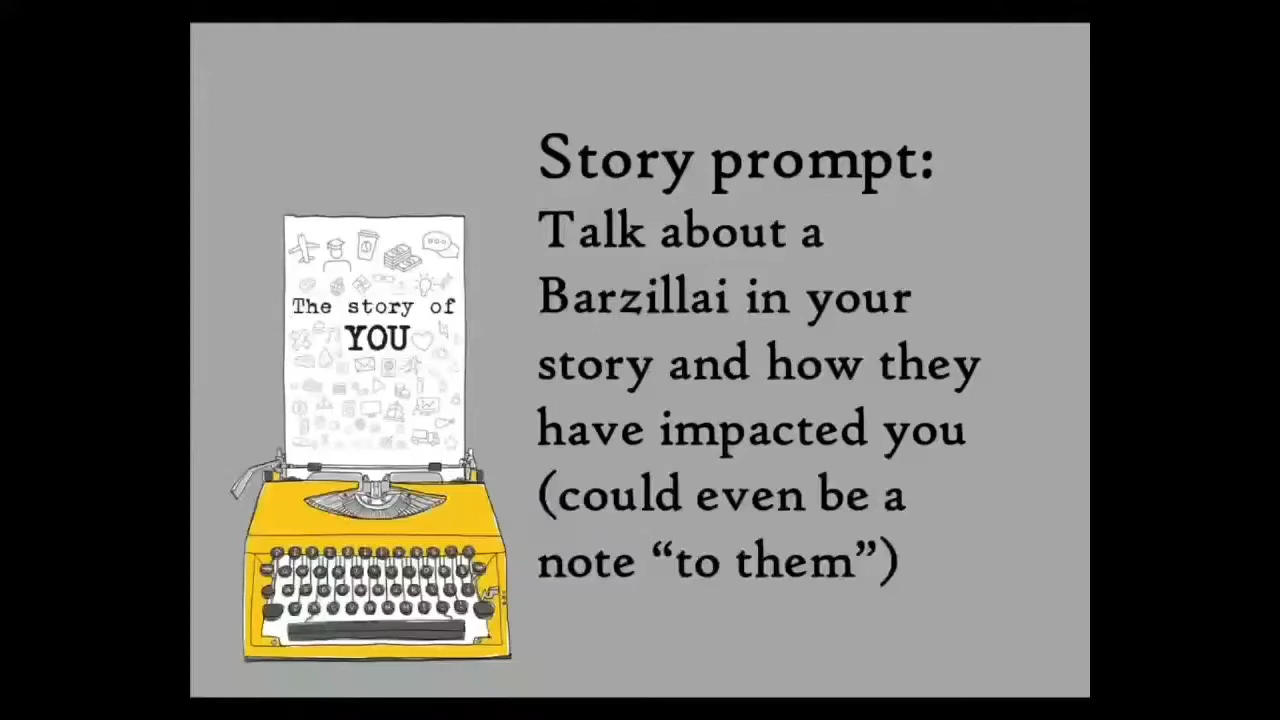 Story prompt:
Talk about a
Barzillai in your
story and how they
have impacted you
(could even be a
note “to them”)
The story of
YOU